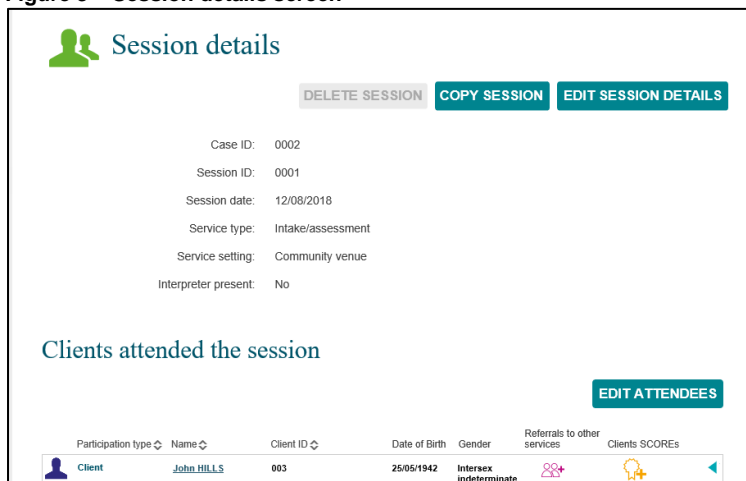 Session details
DELETE SESSION COPY SESSION EDIT SESSION DETAILS
Case ID: 0002
Session ID: 0001
Session date: 12/08/2018
Service type: Intake/assessment
Service setting: Community venue
Interpreter present: No
Clients attended the session
EDIT ATTENDEES
Participation type Name Client ID Date of Birth Gender Referrals to other services Clients SCOREs
Client John HILLS 003 25/05/1942 Intersex indeterminate